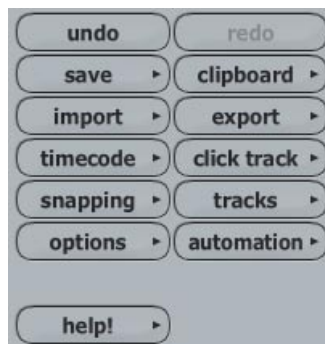 undo redo
save clipboard
import export
timecode click track
snapping tracks
options automation
help!